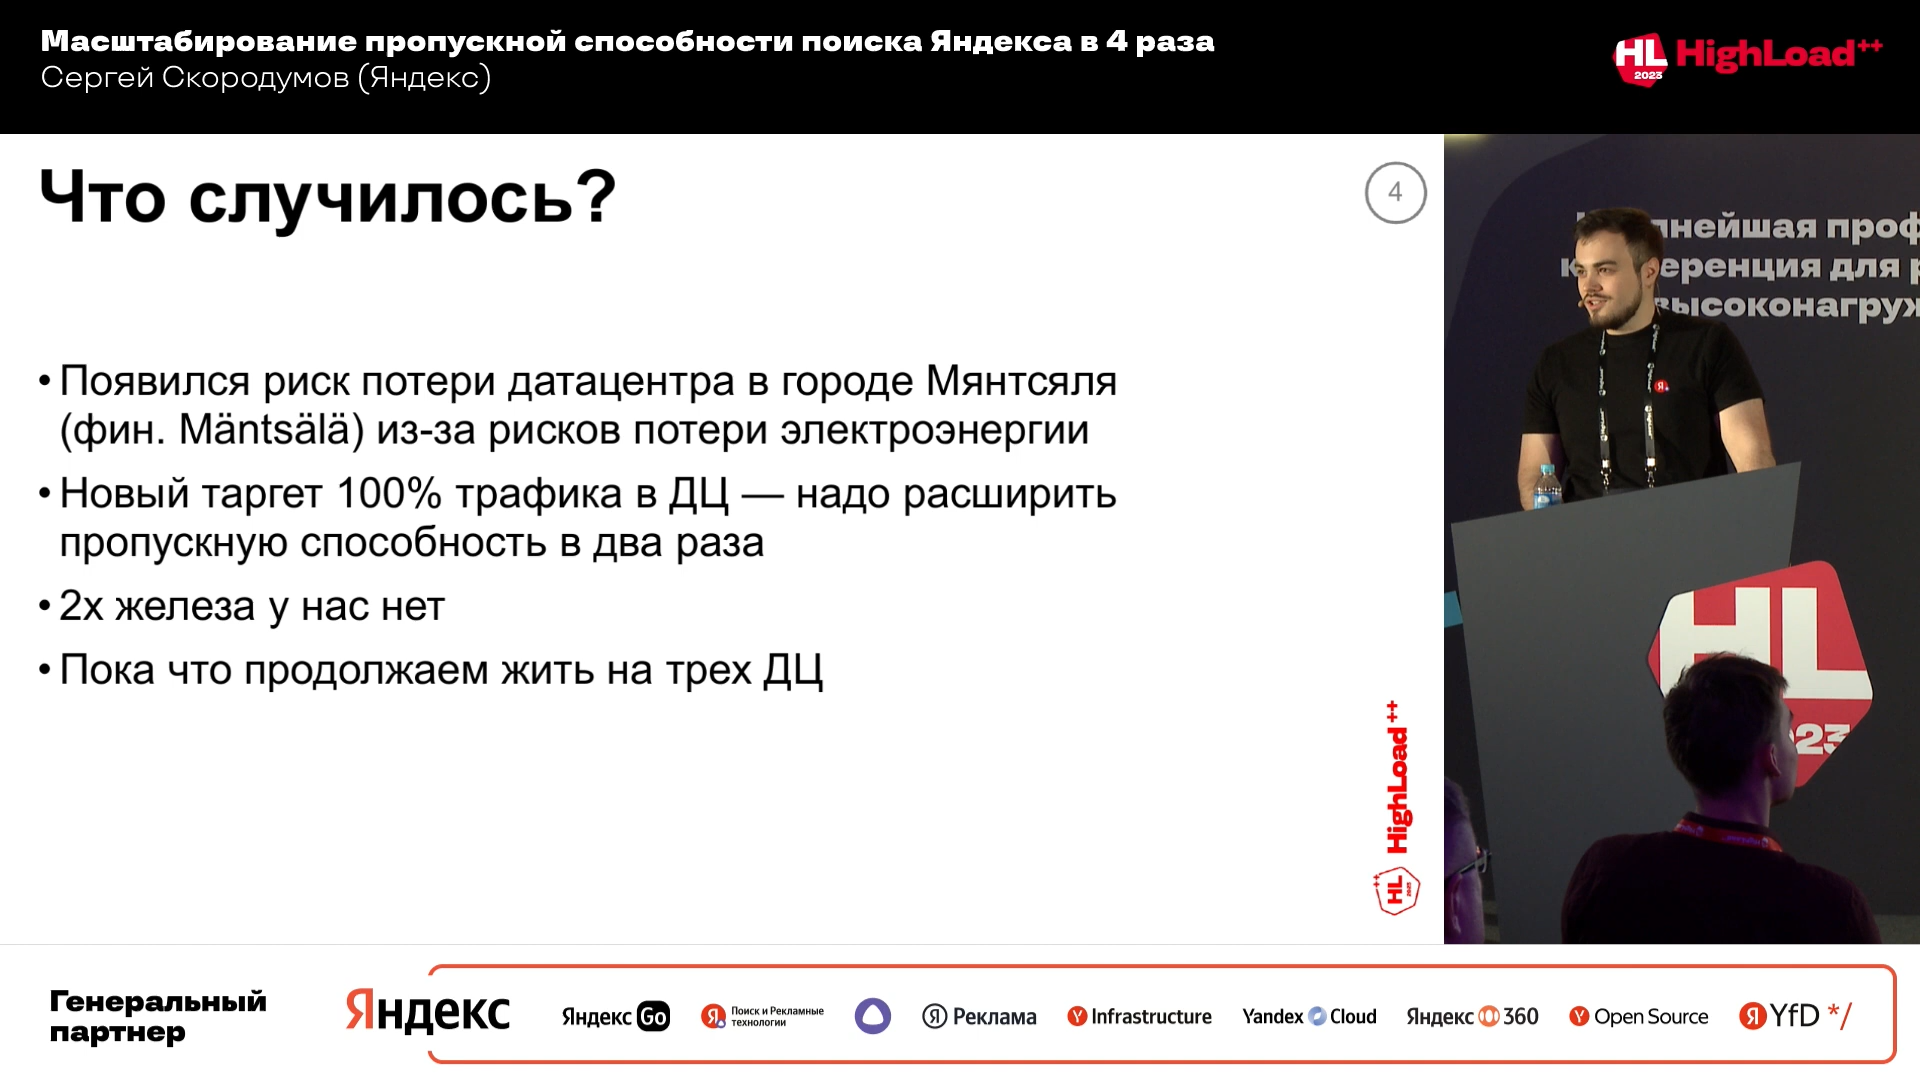 Масштабирование пропускной способности поиска Яндекса в 4 раза
Сергей Скородумов (Яндекс)
HL
2023
HighLoad++
Что случилось?
4
• Появился риск потери датацентра в городе Мянтсяля
(фин. Mäntsälä) из-за рисков потери электроэнергии
• Новый таргет 100% трафика в ДЦ — надо расширить
пропускную способность в два раза
• 2x железа у нас нет
• Пока что продолжаем жить на трех ДЦ
HighLoad++
HL
Генеральный
партнер
Яндекс
Яндекс Go
Поиск и Рекламные
технологии
Реклама
Infrastructure
Yandex Cloud
Яндекс 360
Open Source
YfD */